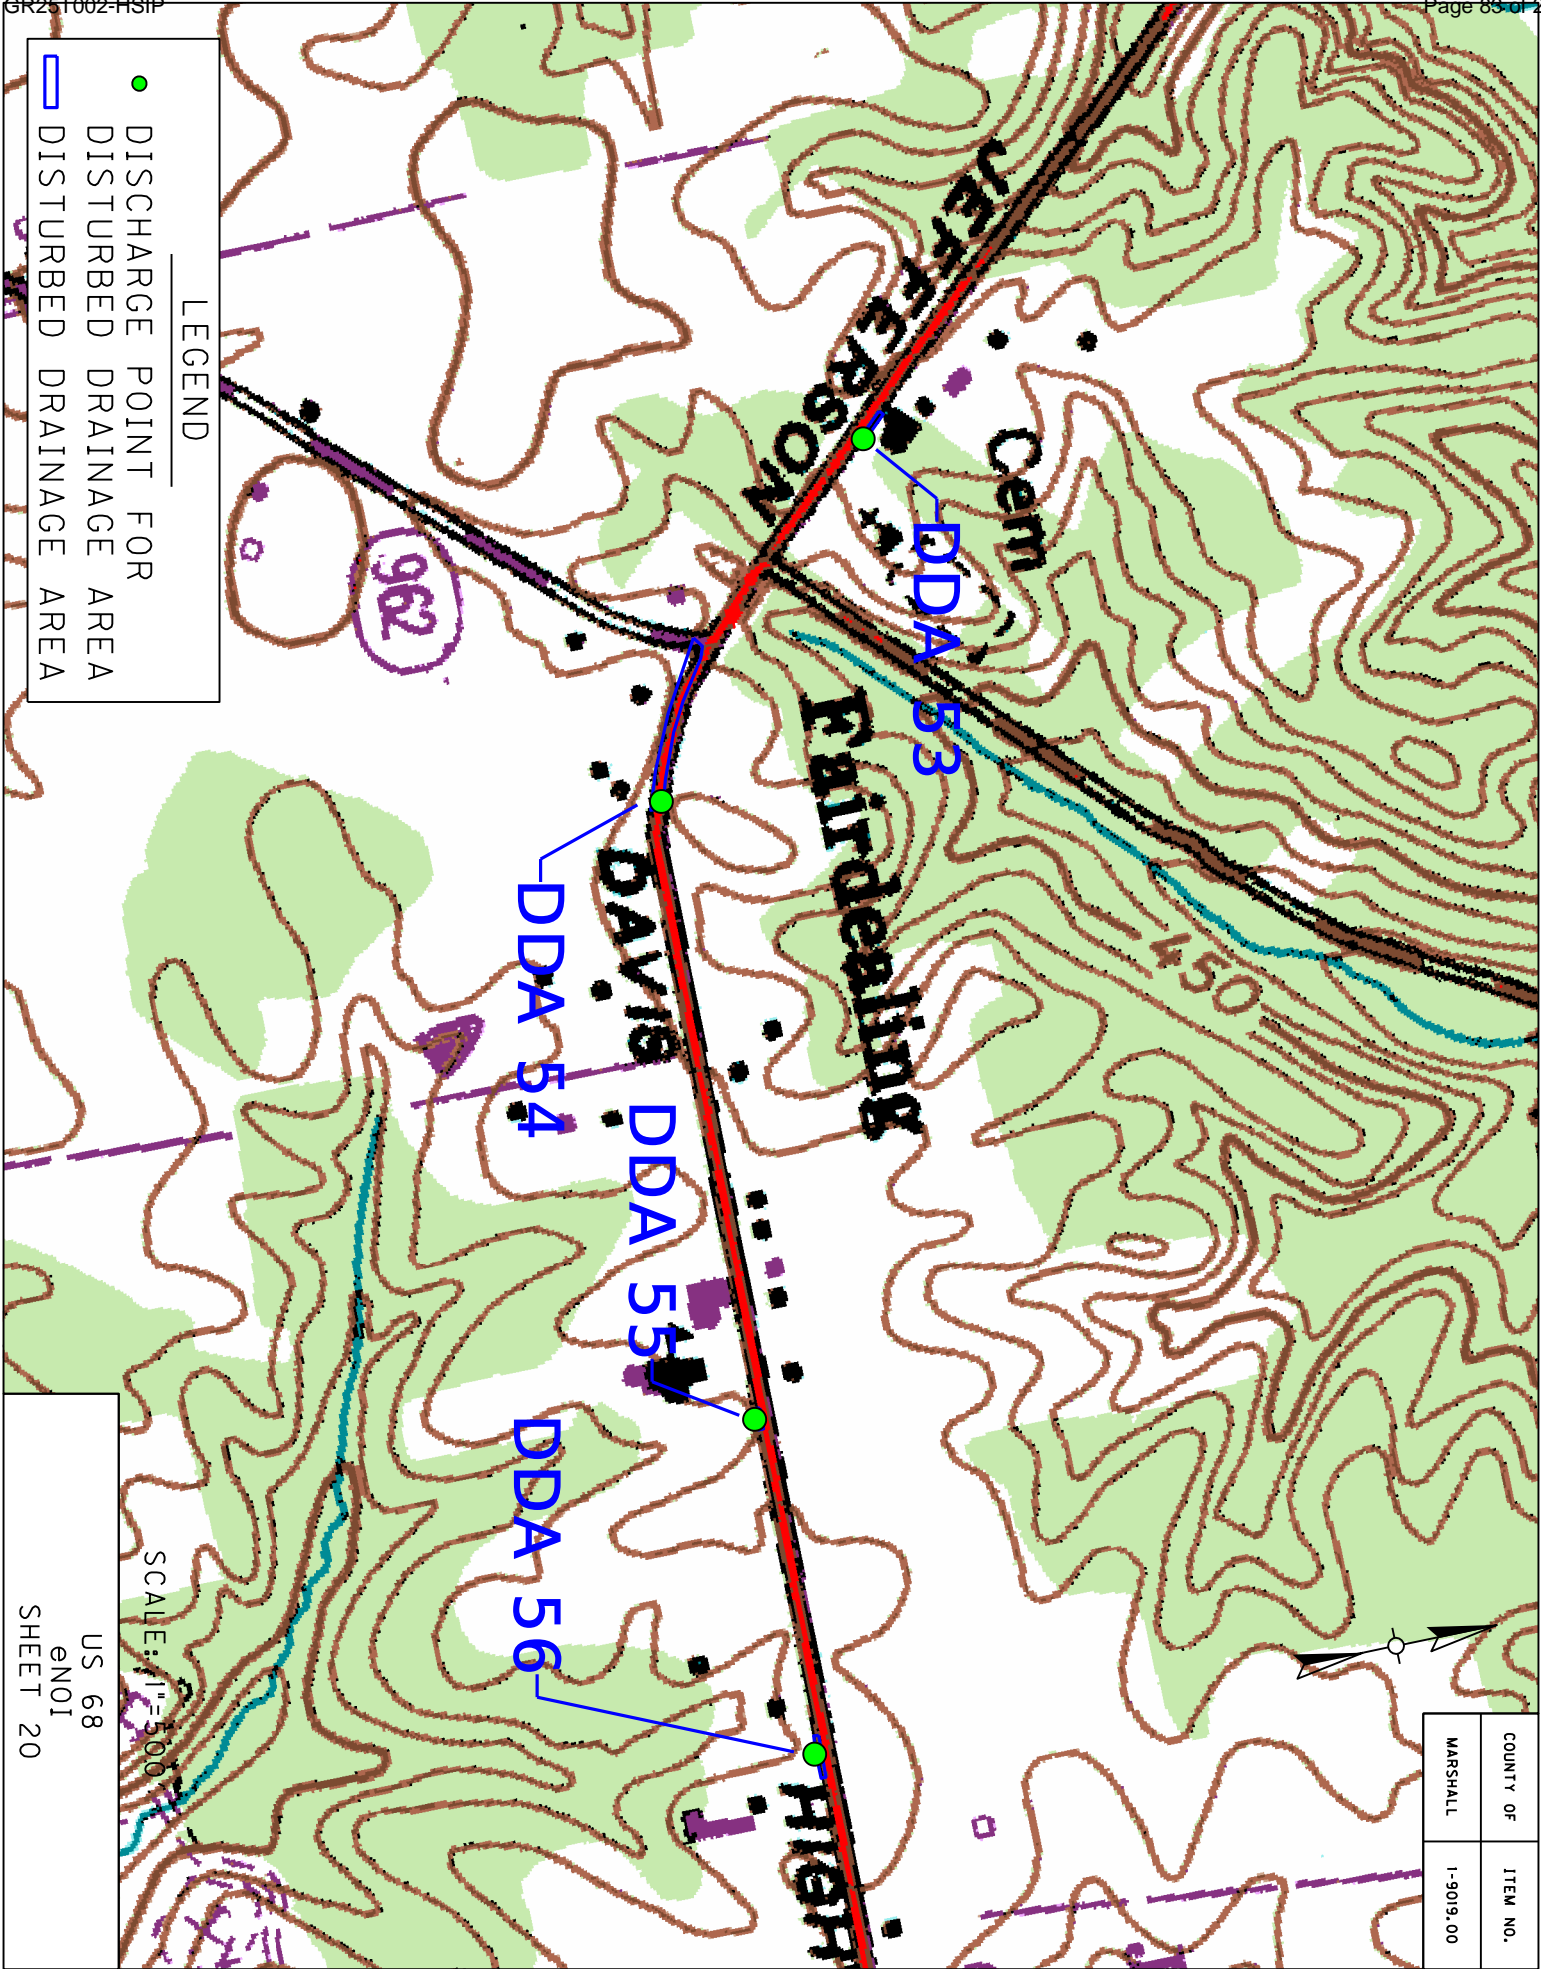 GR25T002-HSIP
LEGEND
DISCHARGE POINT FOR
DISTURBED DRAINAGE AREA
DISTURBED DRAINAGE AREA
COUNTY OF
ITEM NO.
MARSHALL
1-9019.00
JEFFERSON
Cem
DDA 53
962
Fairdealing
DAVIS
DDA 54
450
DDA 55
DDA 56
HIGH
SCALE: 1"=500'
US 68
eNOI
SHEET 20